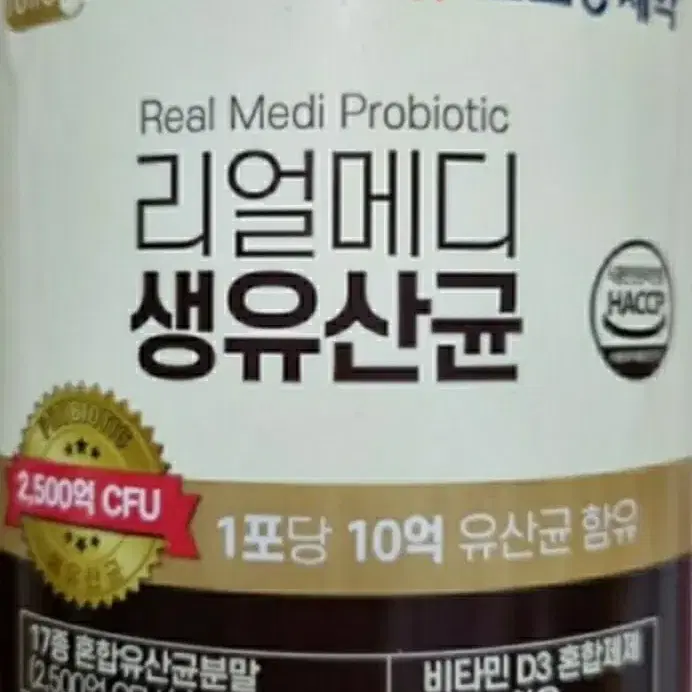 제약
Real Medi Probiotic
리얼메디
생유산균
HACCP
2,500억 CFU
1포당 10억 유산균 함유
17종 혼합유산균분말
비타민 D3 혼합제제